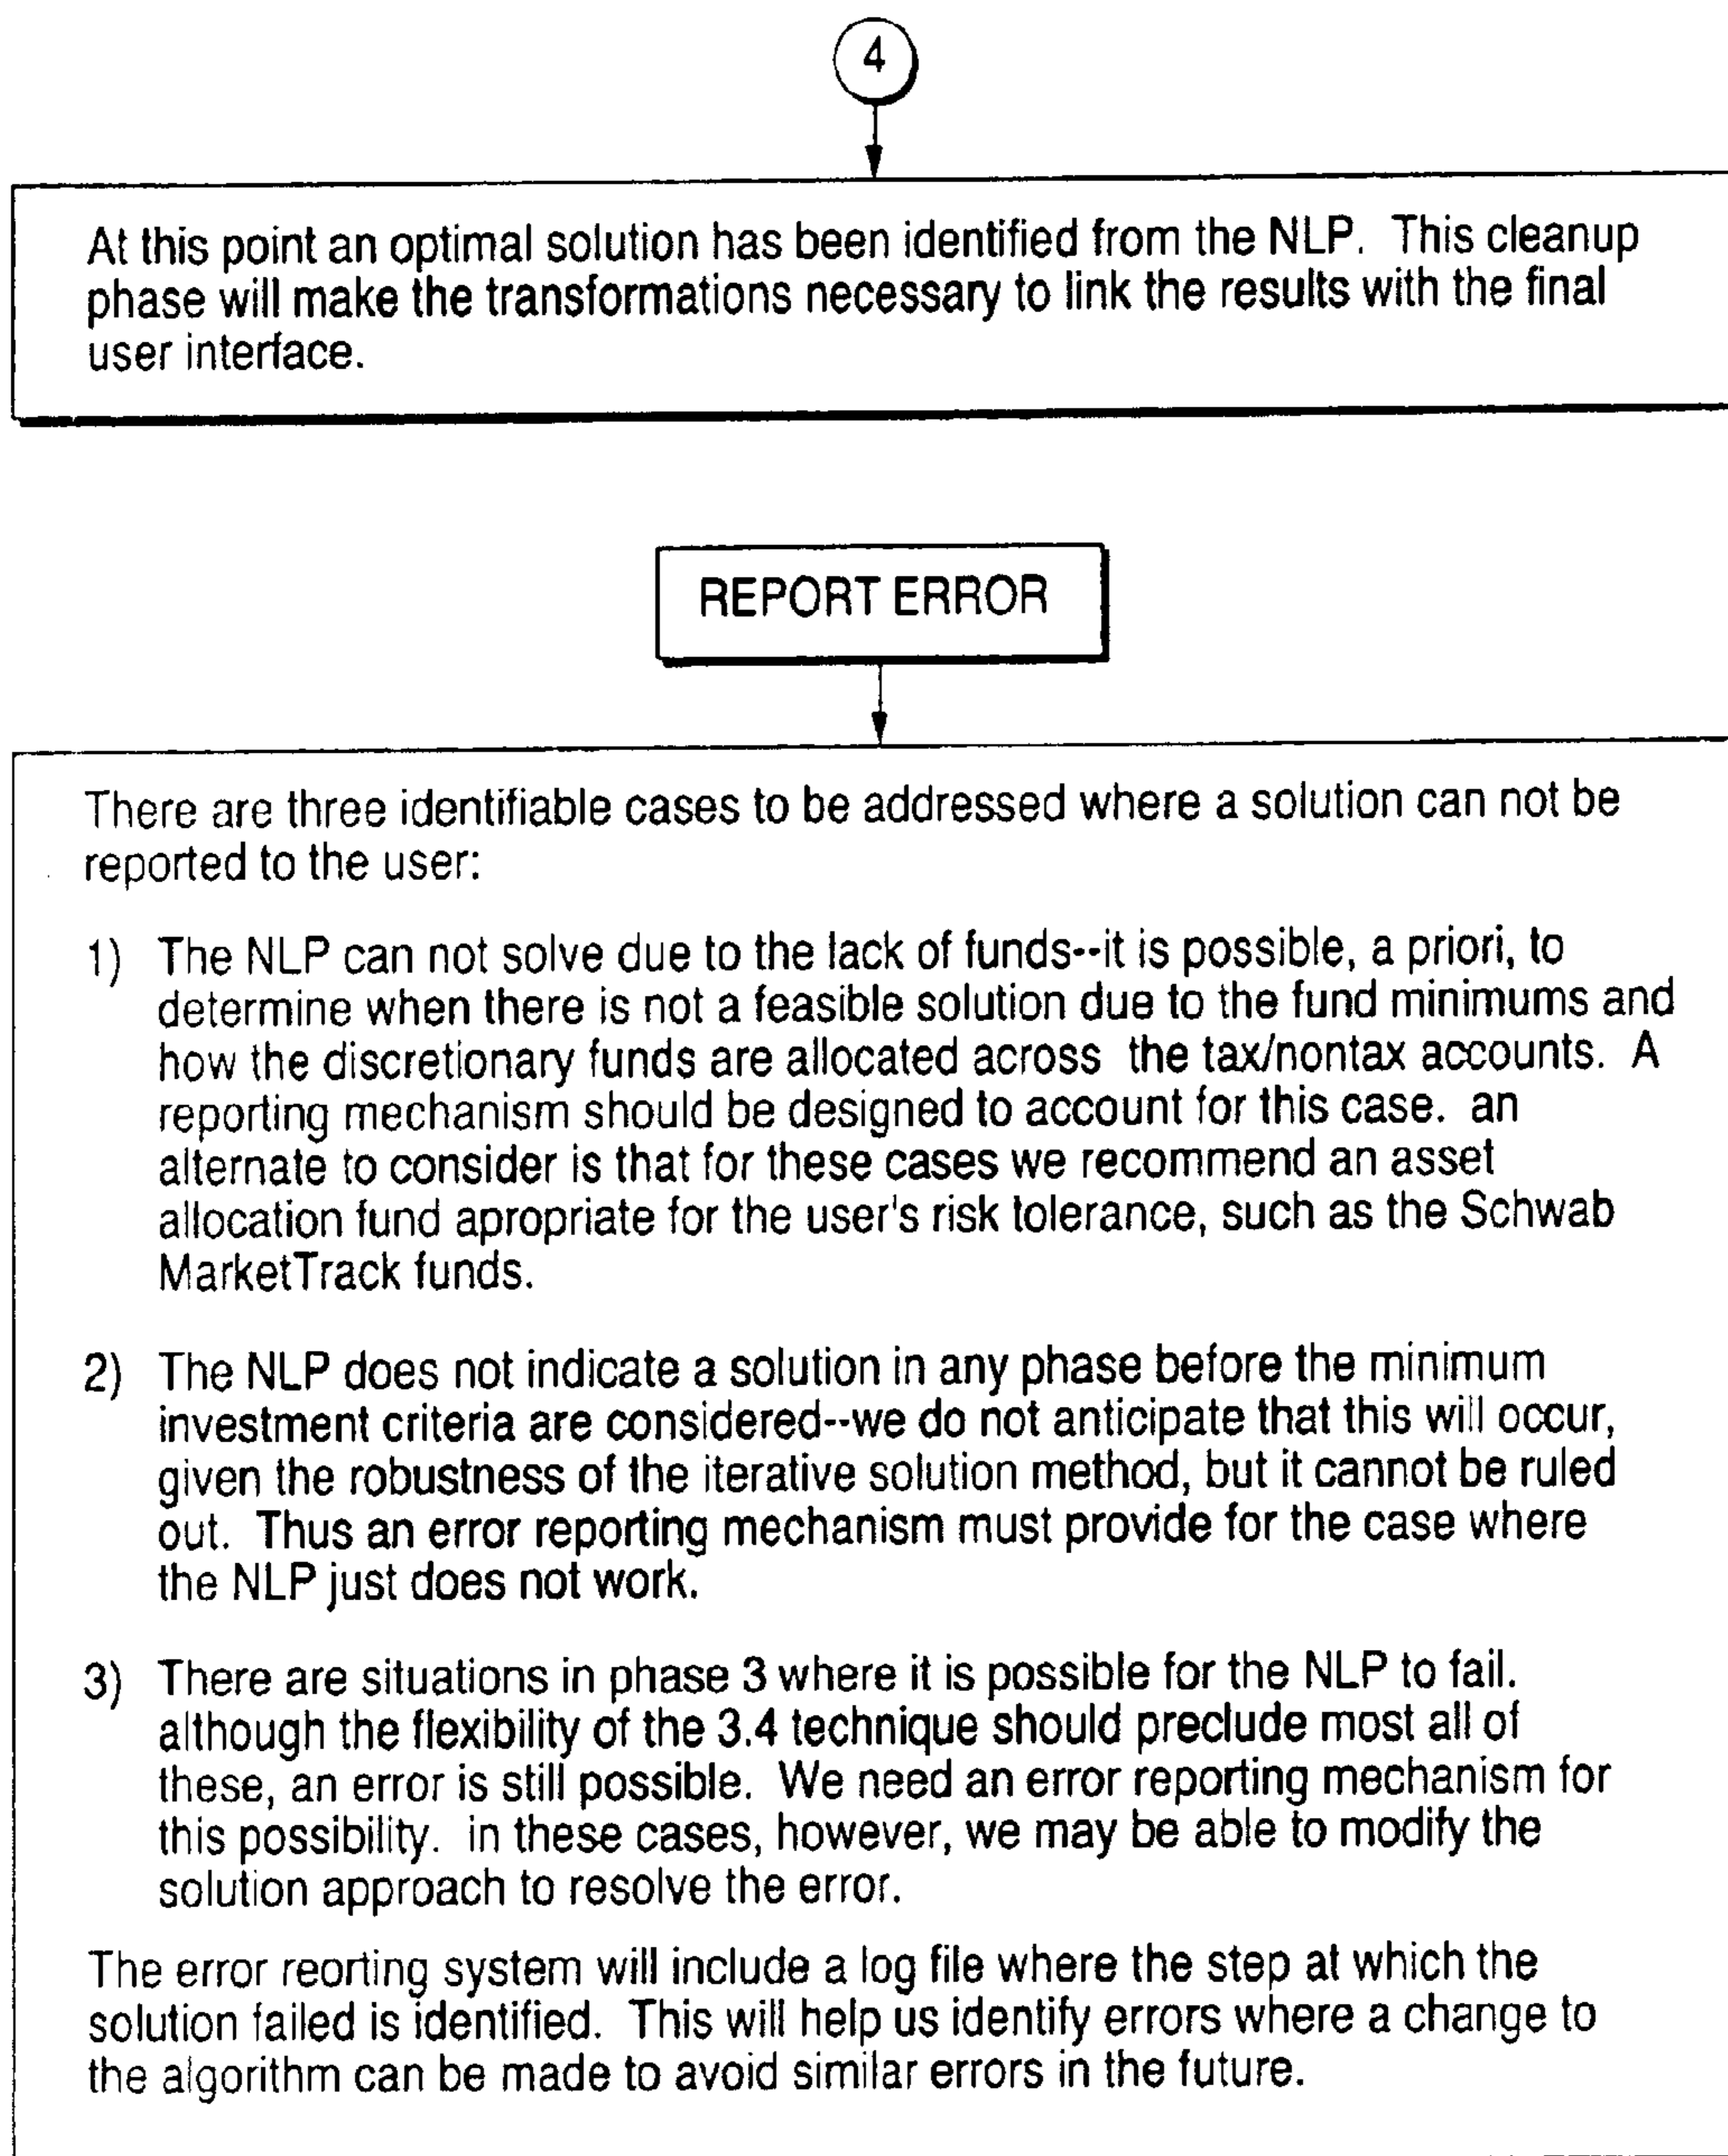 4
At this point an optimal solution has been identified from the NLP. This cleanup
phase will make the transformations necessary to link the results with the final
user interface.
REPORT ERROR
There are three identifiable cases to be addressed where a solution can not be
reported to the user:
1) The NLP can not solve due to the lack of funds--it is possible, a priori, to
determine when there is not a feasible solution due to the fund minimums and
how the discretionary funds are allocated across the tax/nontax accounts. A
reporting mechanism should be designed to account for this case. an
alternate to consider is that for these cases we recommend an asset
allocation fund apropriate for the user's risk tolerance, such as the Schwab
MarketTrack funds.
2) The NLP does not indicate a solution in any phase before the minimum
investment criteria are considered--we do not anticipate that this will occur,
given the robustness of the iterative solution method, but it cannot be ruled
out. Thus an error reporting mechanism must provide for the case where
the NLP just does not work.
3) There are situations in phase 3 where it is possible for the NLP to fail.
although the flexibility of the 3.4 technique should preclude most all of
these, an error is still possible. We need an error reporting mechanism for
this possibility. in these cases, however, we may be able to modify the
solution approach to resolve the error.
The error reorting system will include a log file where the step at which the
solution failed is identified. This will help us identify errors where a change to
the algorithm can be made to avoid similar errors in the future.